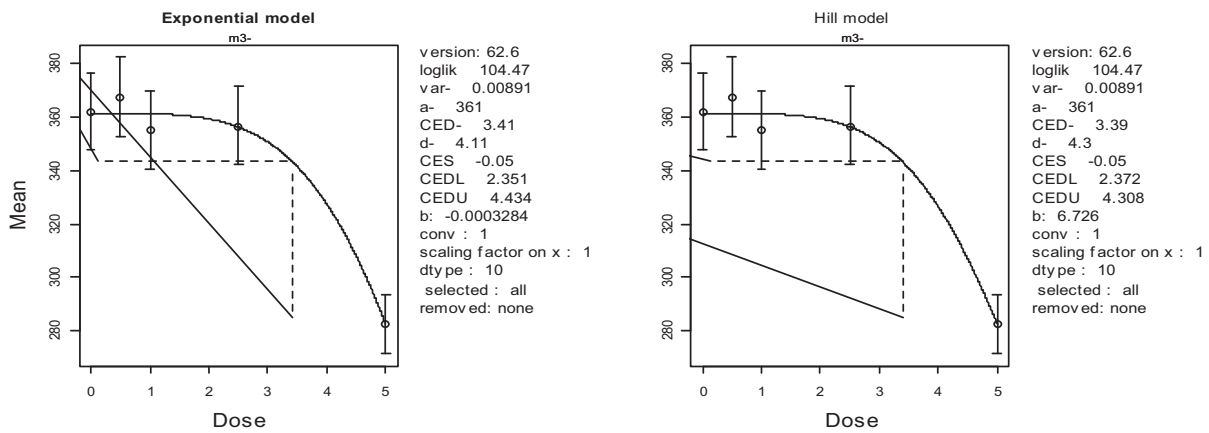 Exponential model
m3-
380
360
340
320
300
280
Mean
0 1 2 3 4 5
Dose
version: 62.6
loglik 104.47
var- 0.00891
a- 361
CED- 3.41
d- 4.11
CES -0.05
CEDL 2.351
CEDU 4.434
b: -0.0003284
conv : 1
scaling factor on x : 1
dtype : 10
selected : all
removed: none
Hill model
m3-
380
360
340
320
300
280
0 1 2 3 4 5
Dose
version: 62.6
loglik 104.47
var- 0.00891
a- 361
CED- 3.39
d- 4.3
CES -0.05
CEDL 2.372
CEDU 4.308
b: 6.726
conv : 1
scaling factor on x : 1
dtype : 10
selected : all
removed: none